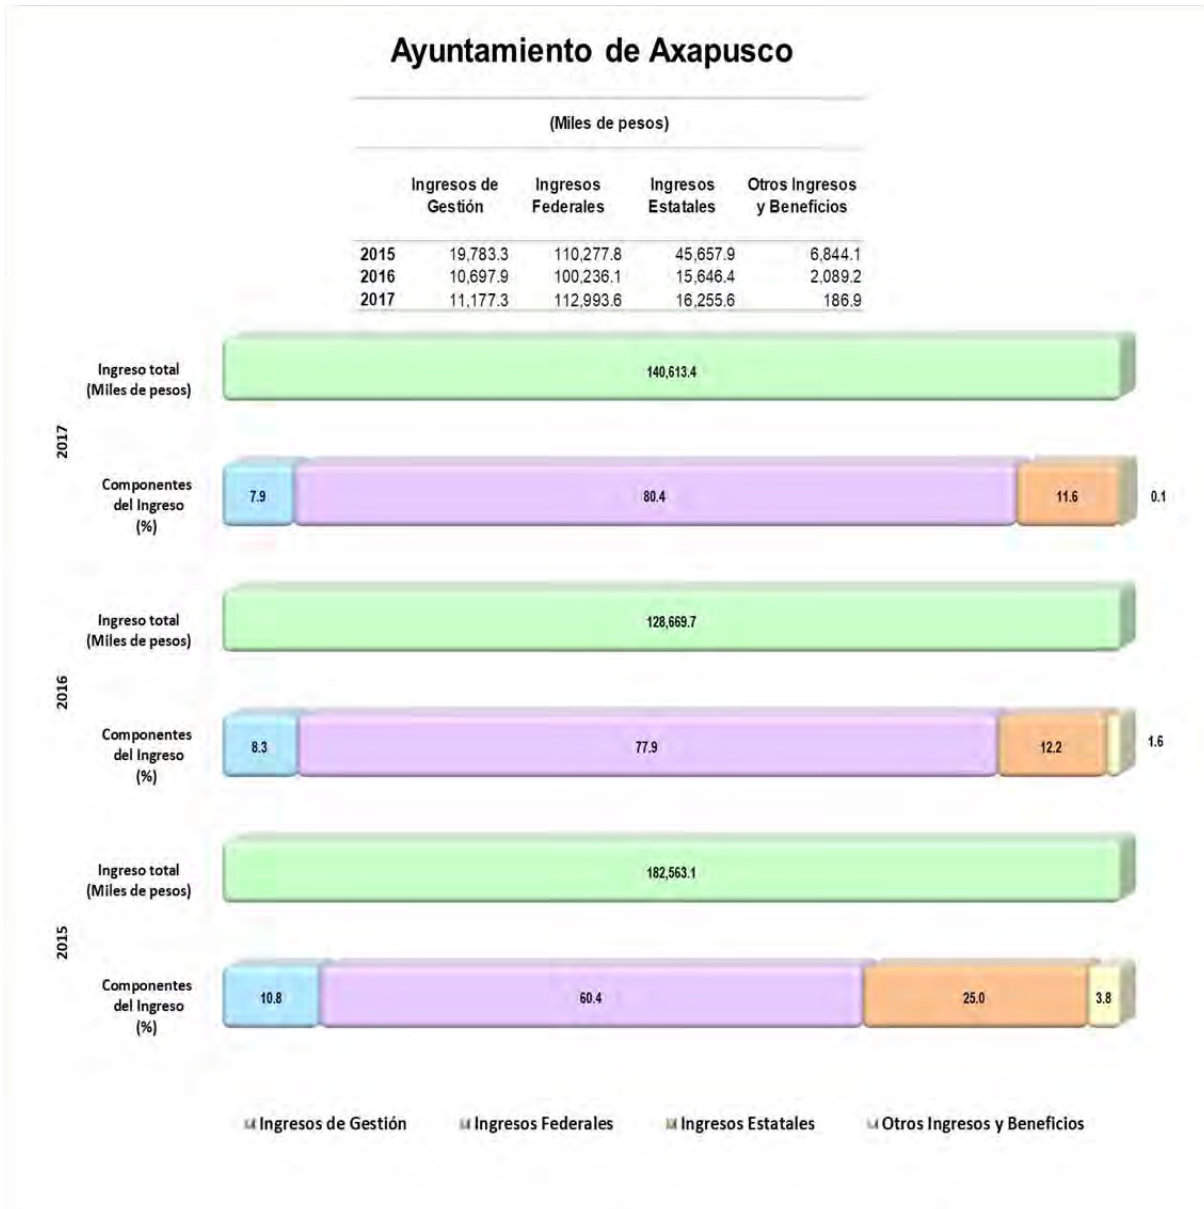 Ayuntamiento de Axapusco
(Miles de pesos)
Ingresos de Gestión Ingresos Federales Ingresos Estatales Otros Ingresos y Beneficios
2015 19,783.3 110,277.8 45,657.9 6,844.1
2016 10,697.9 100,236.1 15,646.4 2,089.2
2017 11,177.3 112,993.6 16,255.6 186.9
2017
Ingreso total
(Miles de pesos)
140,613.4
Componentes
del Ingreso
(%)
7.9 80.4 11.6 0.1
2016
Ingreso total
(Miles de pesos)
128,669.7
Componentes
del Ingreso
(%)
8.3 77.9 12.2 1.6
2015
Ingreso total
(Miles de pesos)
182,563.1
Componentes
del Ingreso
(%)
10.8 60.4 25.0 3.8
Ingresos de Gestión Ingresos Federales Ingresos Estatales Otros Ingresos y Beneficios